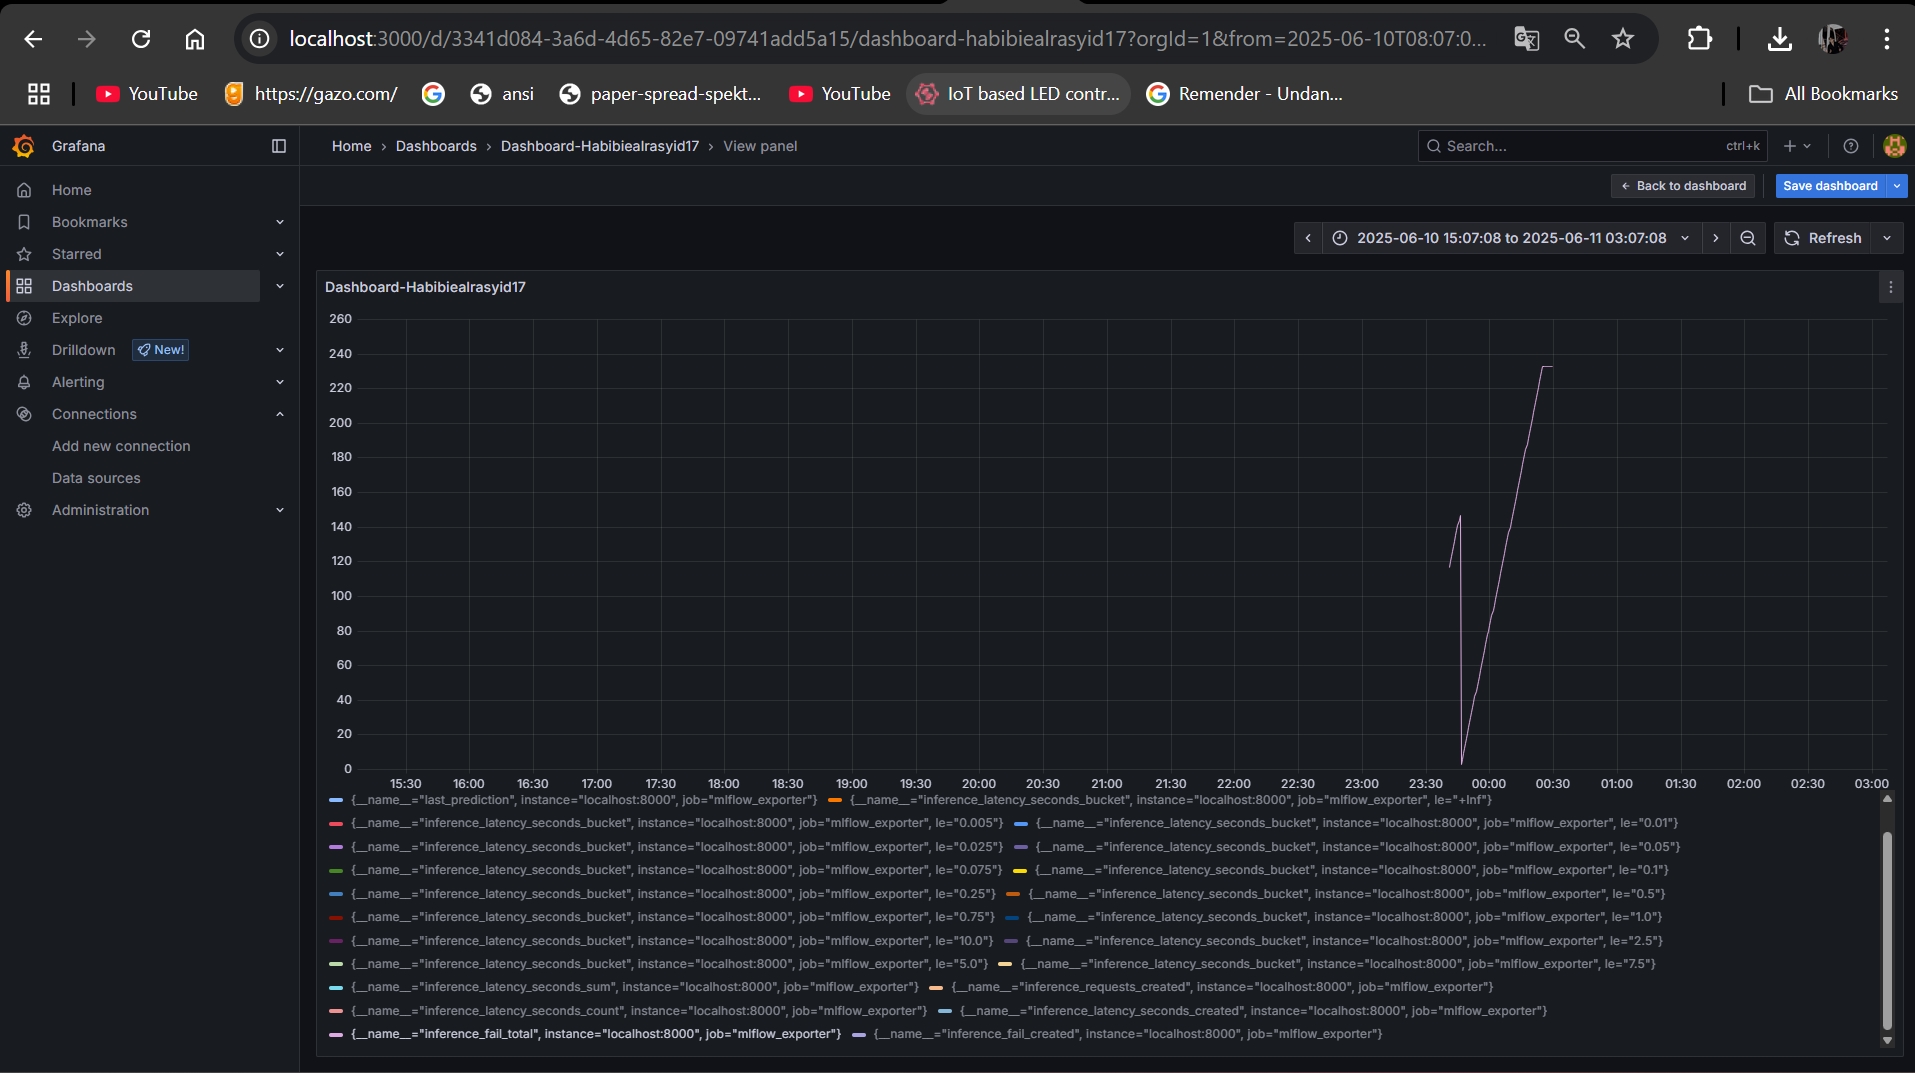 localhost:3000/d/3341d084-3a6d-4d65-82e7-09741add5a15/dashboard-habibiealrasyid17?orgId=1&from=2025-06-10T08:07:0...
YouTube https://gazo.com/ ansi paper-spread-spekt... YouTube IoT based LED contr... Remender - Undan... All Bookmarks
Grafana
Home › Dashboards › Dashboard-Habibiealrasyid17 › View panel
Search... ctrl+k
Home
Bookmarks
Starred
Dashboards
Explore
Drilldown New!
Alerting
Connections
Add new connection
Data sources
Administration
Back to dashboard Save dashboard
2025-06-10 15:07:08 to 2025-06-11 03:07:08 Refresh
Dashboard-Habibiealrasyid17
260
240
220
200
180
160
140
120
100
80
60
40
20
0
15:30 16:00 16:30 17:00 17:30 18:00 18:30 19:00 19:30 20:00 20:30 21:00 21:30 22:00 22:30 23:00 23:30 00:00 00:30 01:00 01:30 02:00 02:30 03:00
{__name__="last_prediction", instance="localhost:8000", job="mlflow_exporter"} {__name__="inference_latency_seconds_bucket", instance="localhost:8000", job="mlflow_exporter", le="+Inf"}
{__name__="inference_latency_seconds_bucket", instance="localhost:8000", job="mlflow_exporter", le="0.005"} {__name__="inference_latency_seconds_bucket", instance="localhost:8000", job="mlflow_exporter", le="0.01"}
{__name__="inference_latency_seconds_bucket", instance="localhost:8000", job="mlflow_exporter", le="0.025"} {__name__="inference_latency_seconds_bucket", instance="localhost:8000", job="mlflow_exporter", le="0.05"}
{__name__="inference_latency_seconds_bucket", instance="localhost:8000", job="mlflow_exporter", le="0.075"} {__name__="inference_latency_seconds_bucket", instance="localhost:8000", job="mlflow_exporter", le="0.1"}
{__name__="inference_latency_seconds_bucket", instance="localhost:8000", job="mlflow_exporter", le="0.25"} {__name__="inference_latency_seconds_bucket", instance="localhost:8000", job="mlflow_exporter", le="0.5"}
{__name__="inference_latency_seconds_bucket", instance="localhost:8000", job="mlflow_exporter", le="0.75"} {__name__="inference_latency_seconds_bucket", instance="localhost:8000", job="mlflow_exporter", le="1.0"}
{__name__="inference_latency_seconds_bucket", instance="localhost:8000", job="mlflow_exporter", le="10.0"} {__name__="inference_latency_seconds_bucket", instance="localhost:8000", job="mlflow_exporter", le="2.5"}
{__name__="inference_latency_seconds_bucket", instance="localhost:8000", job="mlflow_exporter", le="5.0"} {__name__="inference_latency_seconds_bucket", instance="localhost:8000", job="mlflow_exporter", le="7.5"}
{__name__="inference_latency_seconds_sum", instance="localhost:8000", job="mlflow_exporter"} {__name__="inference_requests_created", instance="localhost:8000", job="mlflow_exporter"}
{__name__="inference_latency_seconds_count", instance="localhost:8000", job="mlflow_exporter"} {__name__="inference_latency_seconds_created", instance="localhost:8000", job="mlflow_exporter"}
{__name__="inference_fail_total", instance="localhost:8000", job="mlflow_exporter"} {__name__="inference_fail_created", instance="localhost:8000", job="mlflow_exporter"}